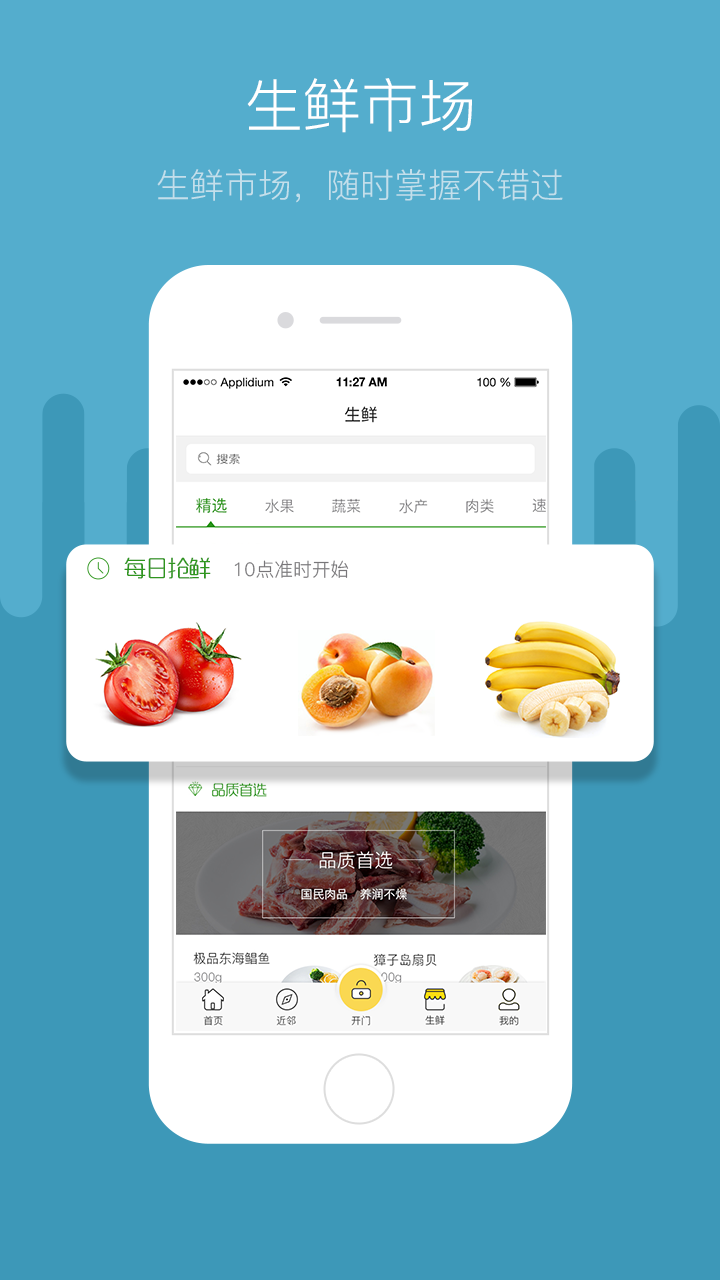 生鲜市场
生鲜市场，随时掌握不错过
Applidium 11:27 AM 100 %
生鲜
搜索
精选 水果 蔬菜 水产 肉类 速
每日抢鲜 10点准时开始
品质首选
品质首选
国民肉品 养润不燥
极品东海鲳鱼 獐子岛扇贝
300g 00g
首页 近邻 开门 生鲜 我的